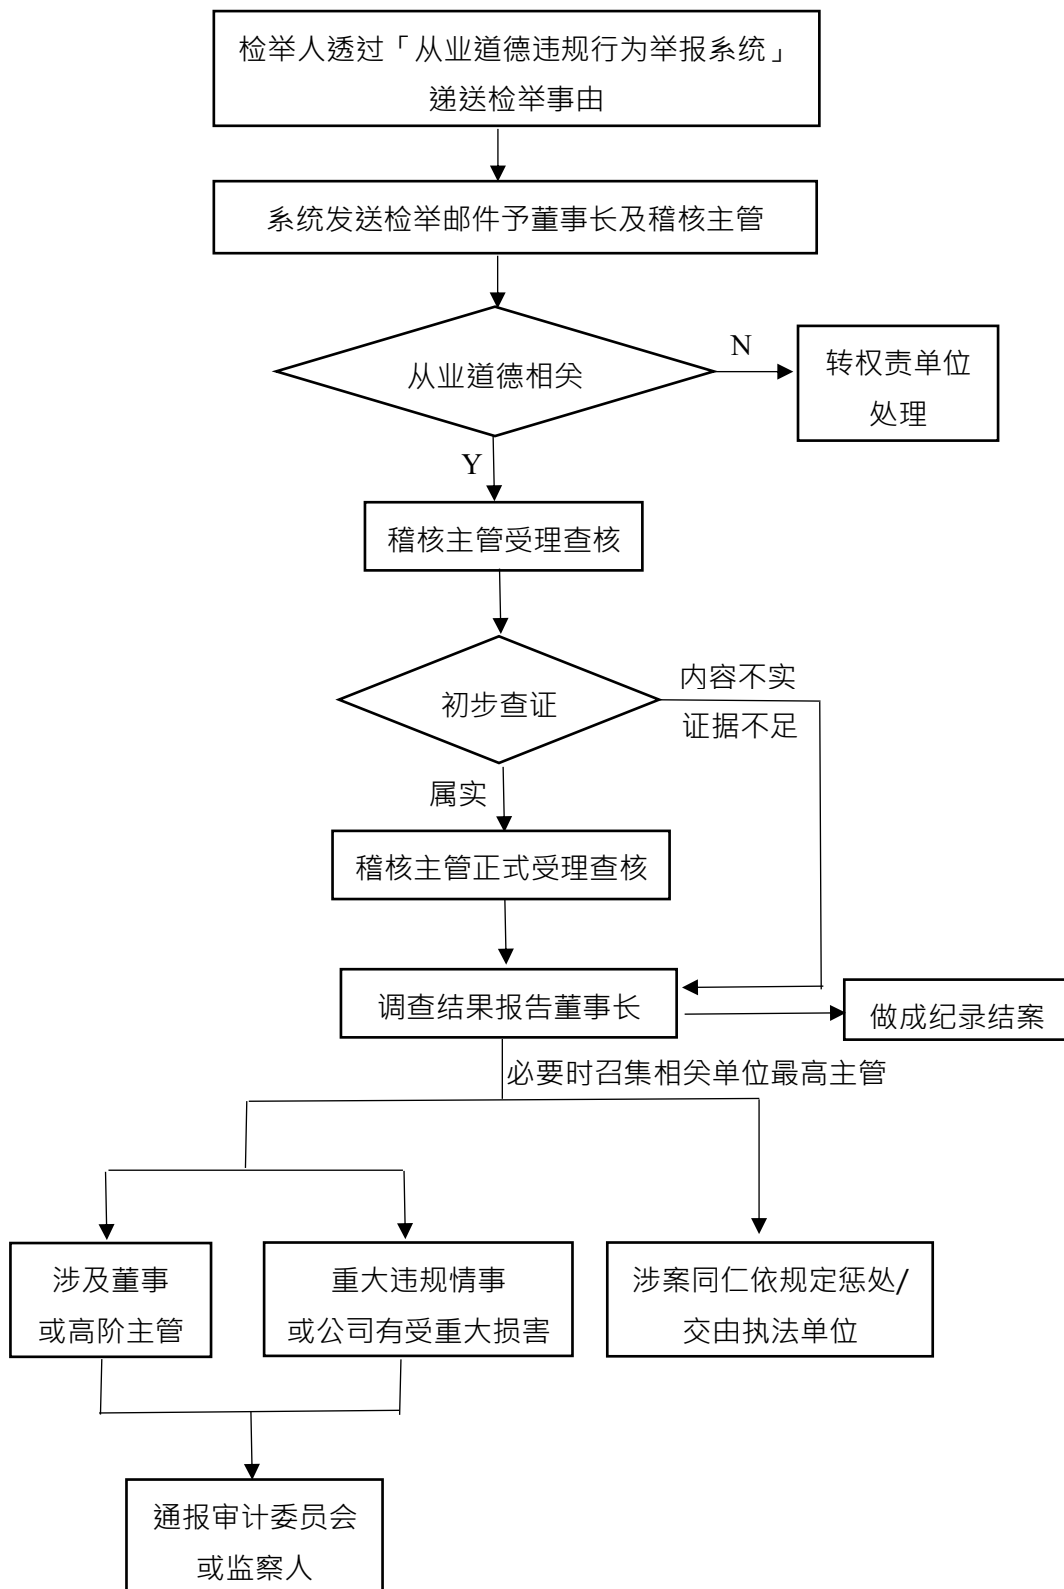 检举人透过「从业道德违规行为举报系统」
递送检举事由
系统发送检举邮件予董事长及稽核主管
从业道德相关
N
转权责单位
处理
Y
稽核主管受理查核
初步查证
内容不实
证据不足
属实
稽核主管正式受理查核
调查结果报告董事长
做成纪录结案
必要时召集相关单位最高主管
涉及董事
或高阶主管
重大违规情事
或公司有受重大损害
涉案同仁依规定惩处/
交由执法单位
通报审计委员会
或监察人